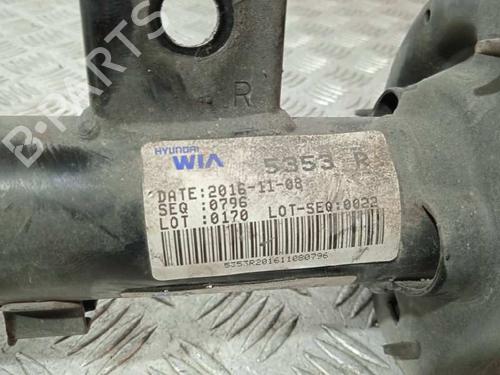 B-PARTS
R
HYUNDAI
WIA 5353 R
DATE:2016-11-08
SEQ :0796
LOT :0170 LOT-SEQ:0022
5353R201611080796